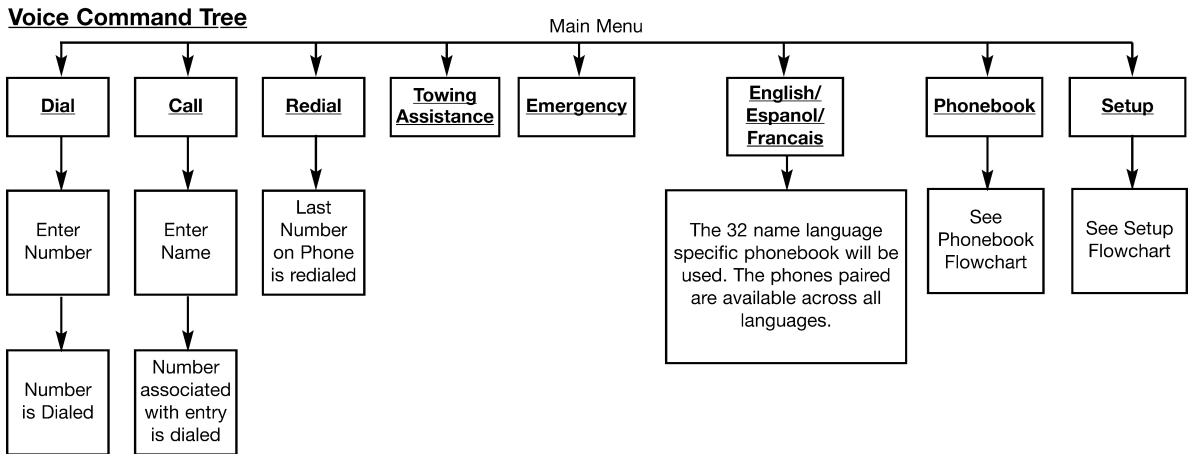 Voice Command Tree
Main Menu
Dial
Call
Redial
Towing
Assistance
Emergency
English/
Espanol/
Francais
Phonebook
Setup
Enter
Number
Enter
Name
Last
Number
on Phone
is redialed
The 32 name language
specific phonebook will be
used. The phones paired
are available across all
languages.
See
Phonebook
Flowchart
See Setup
Flowchart
Number
is Dialed
Number
associated
with entry
is dialed